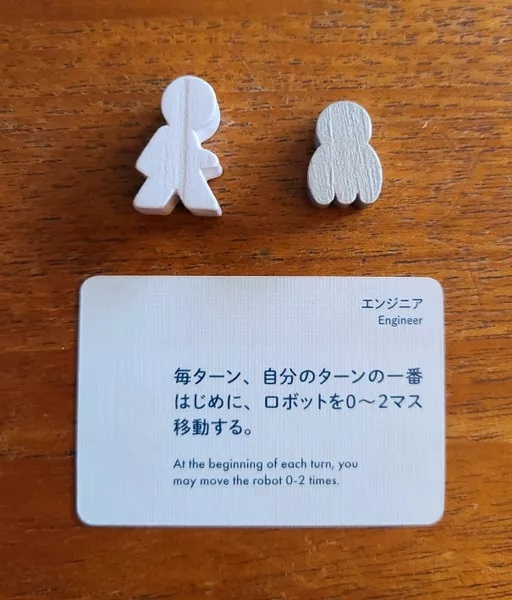 エンジニア
Engineer
毎ターン、自分のターンの一番
はじめに、ロボットを0〜2マス
移動する。
At the beginning of each turn, you
may move the robot 0-2 times.